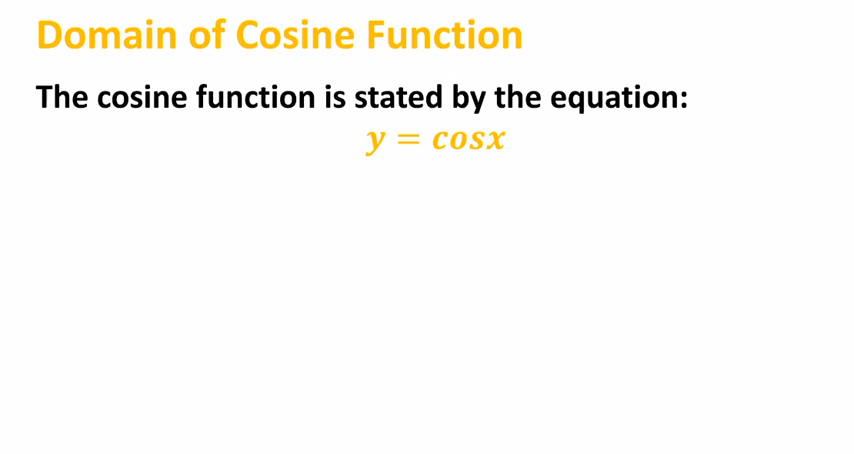 Domain of Cosine Function
The cosine function is stated by the equation:
y = cosx